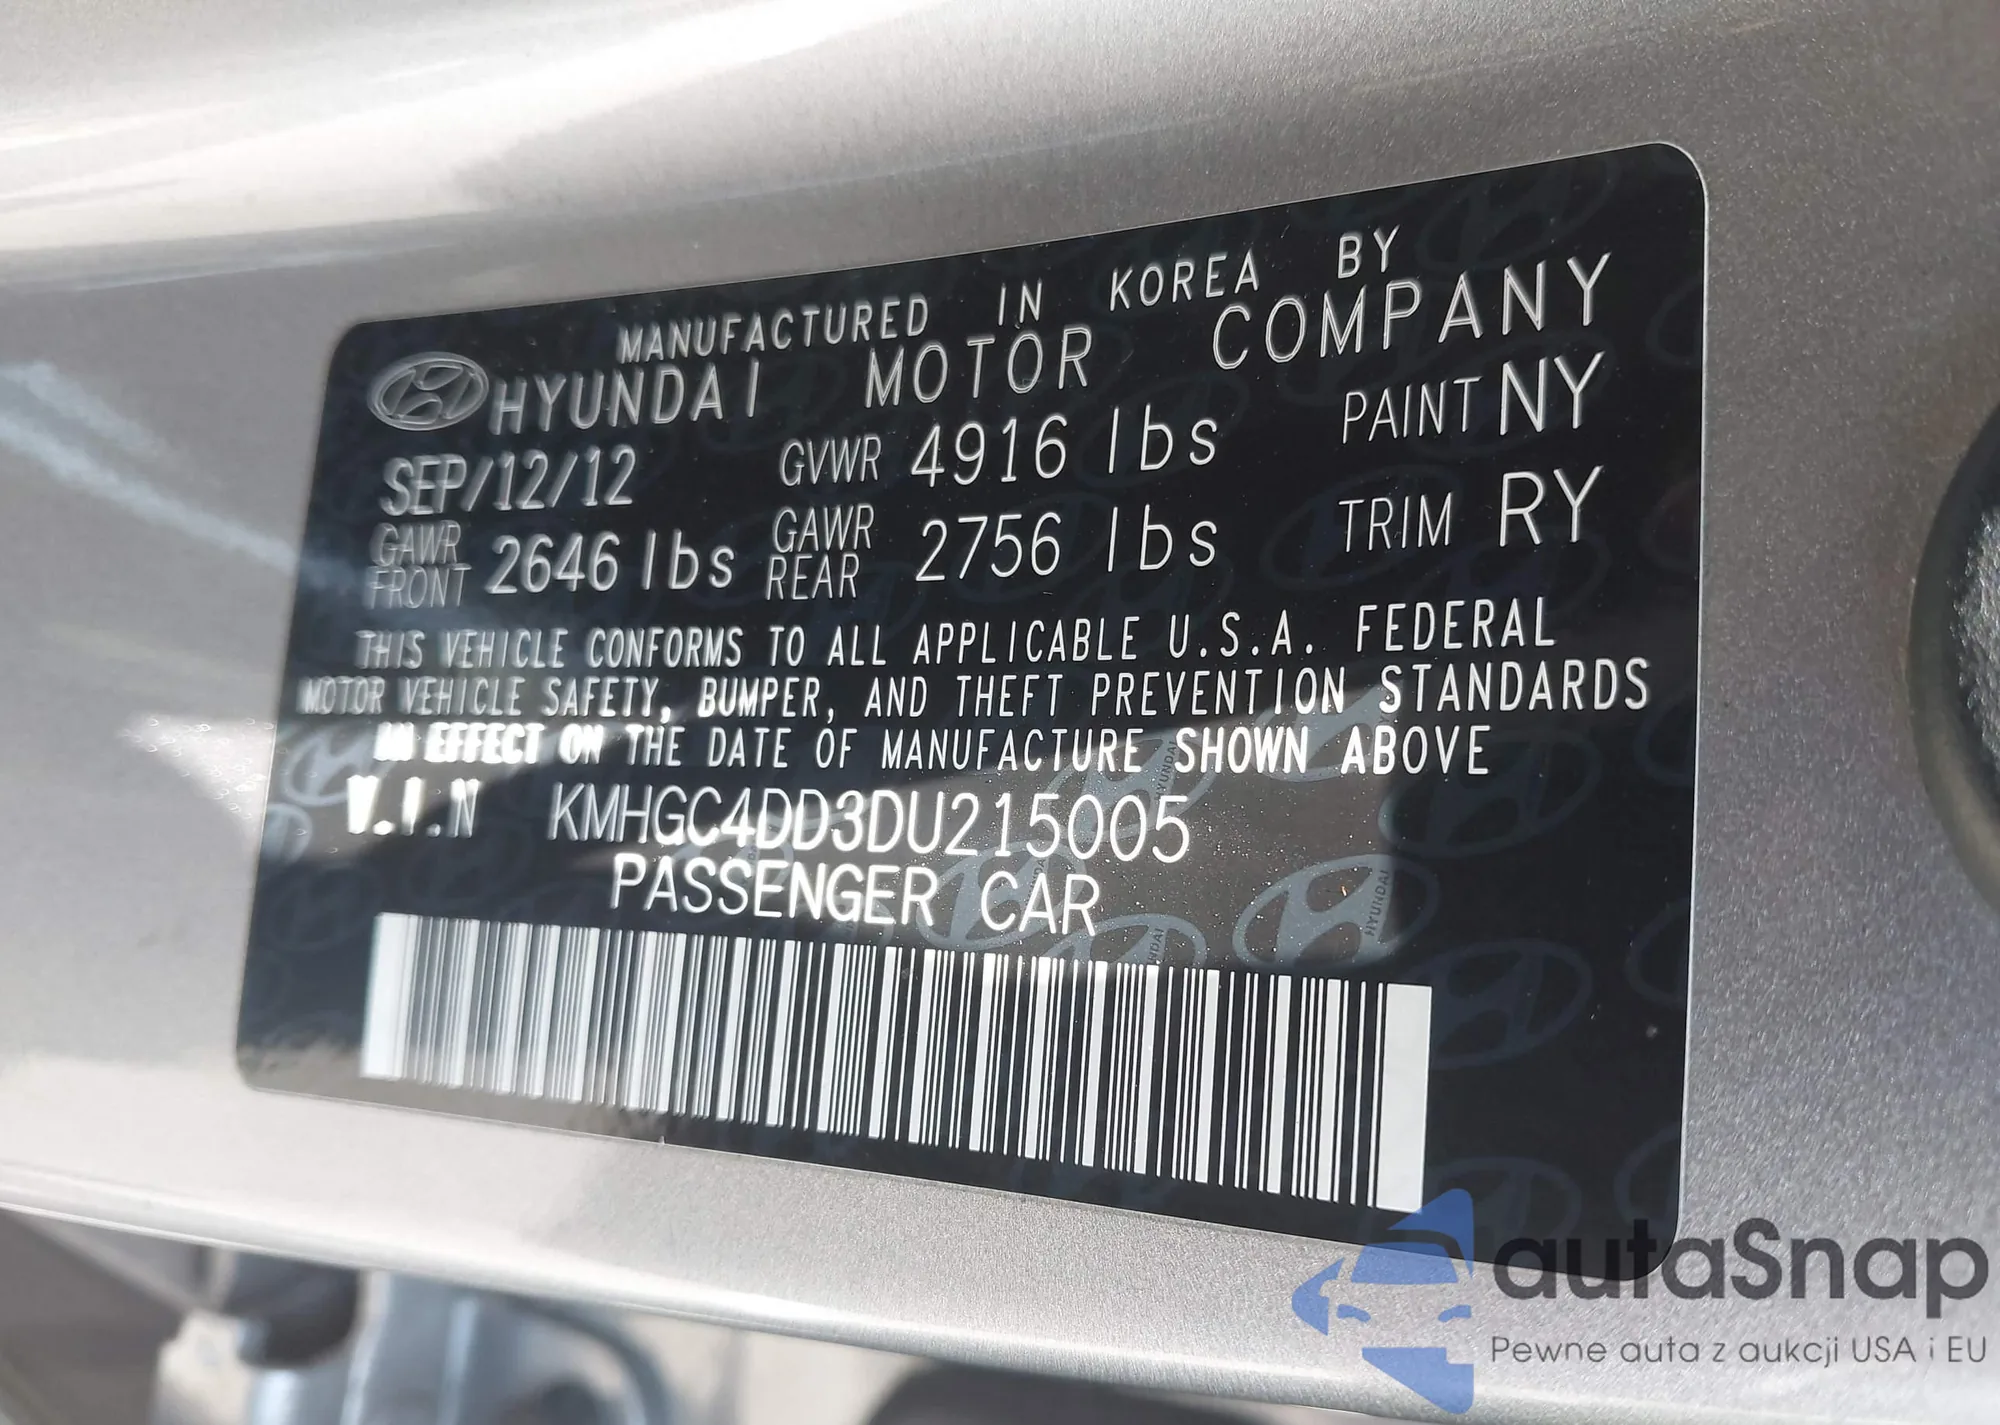 MANUFACTURED IN KOREA BY
HYUNDAI MOTOR COMPANY
SEP/12/12 GVWR 4916 lbs PAINT NY
GAWR FRONT 2646 lbs GAWR REAR 2756 lbs TRIM RY
THIS VEHICLE CONFORMS TO ALL APPLICABLE U.S.A. FEDERAL
MOTOR VEHICLE SAFETY, BUMPER, AND THEFT PREVENTION STANDARDS
IN EFFECT ON THE DATE OF MANUFACTURE SHOWN ABOVE
V.I.N KMHGC4DD3DU215005
PASSENGER CAR
HYUNDAI
HYUNDAI
autaSnap
Pewne auta z aukcji USA i EU